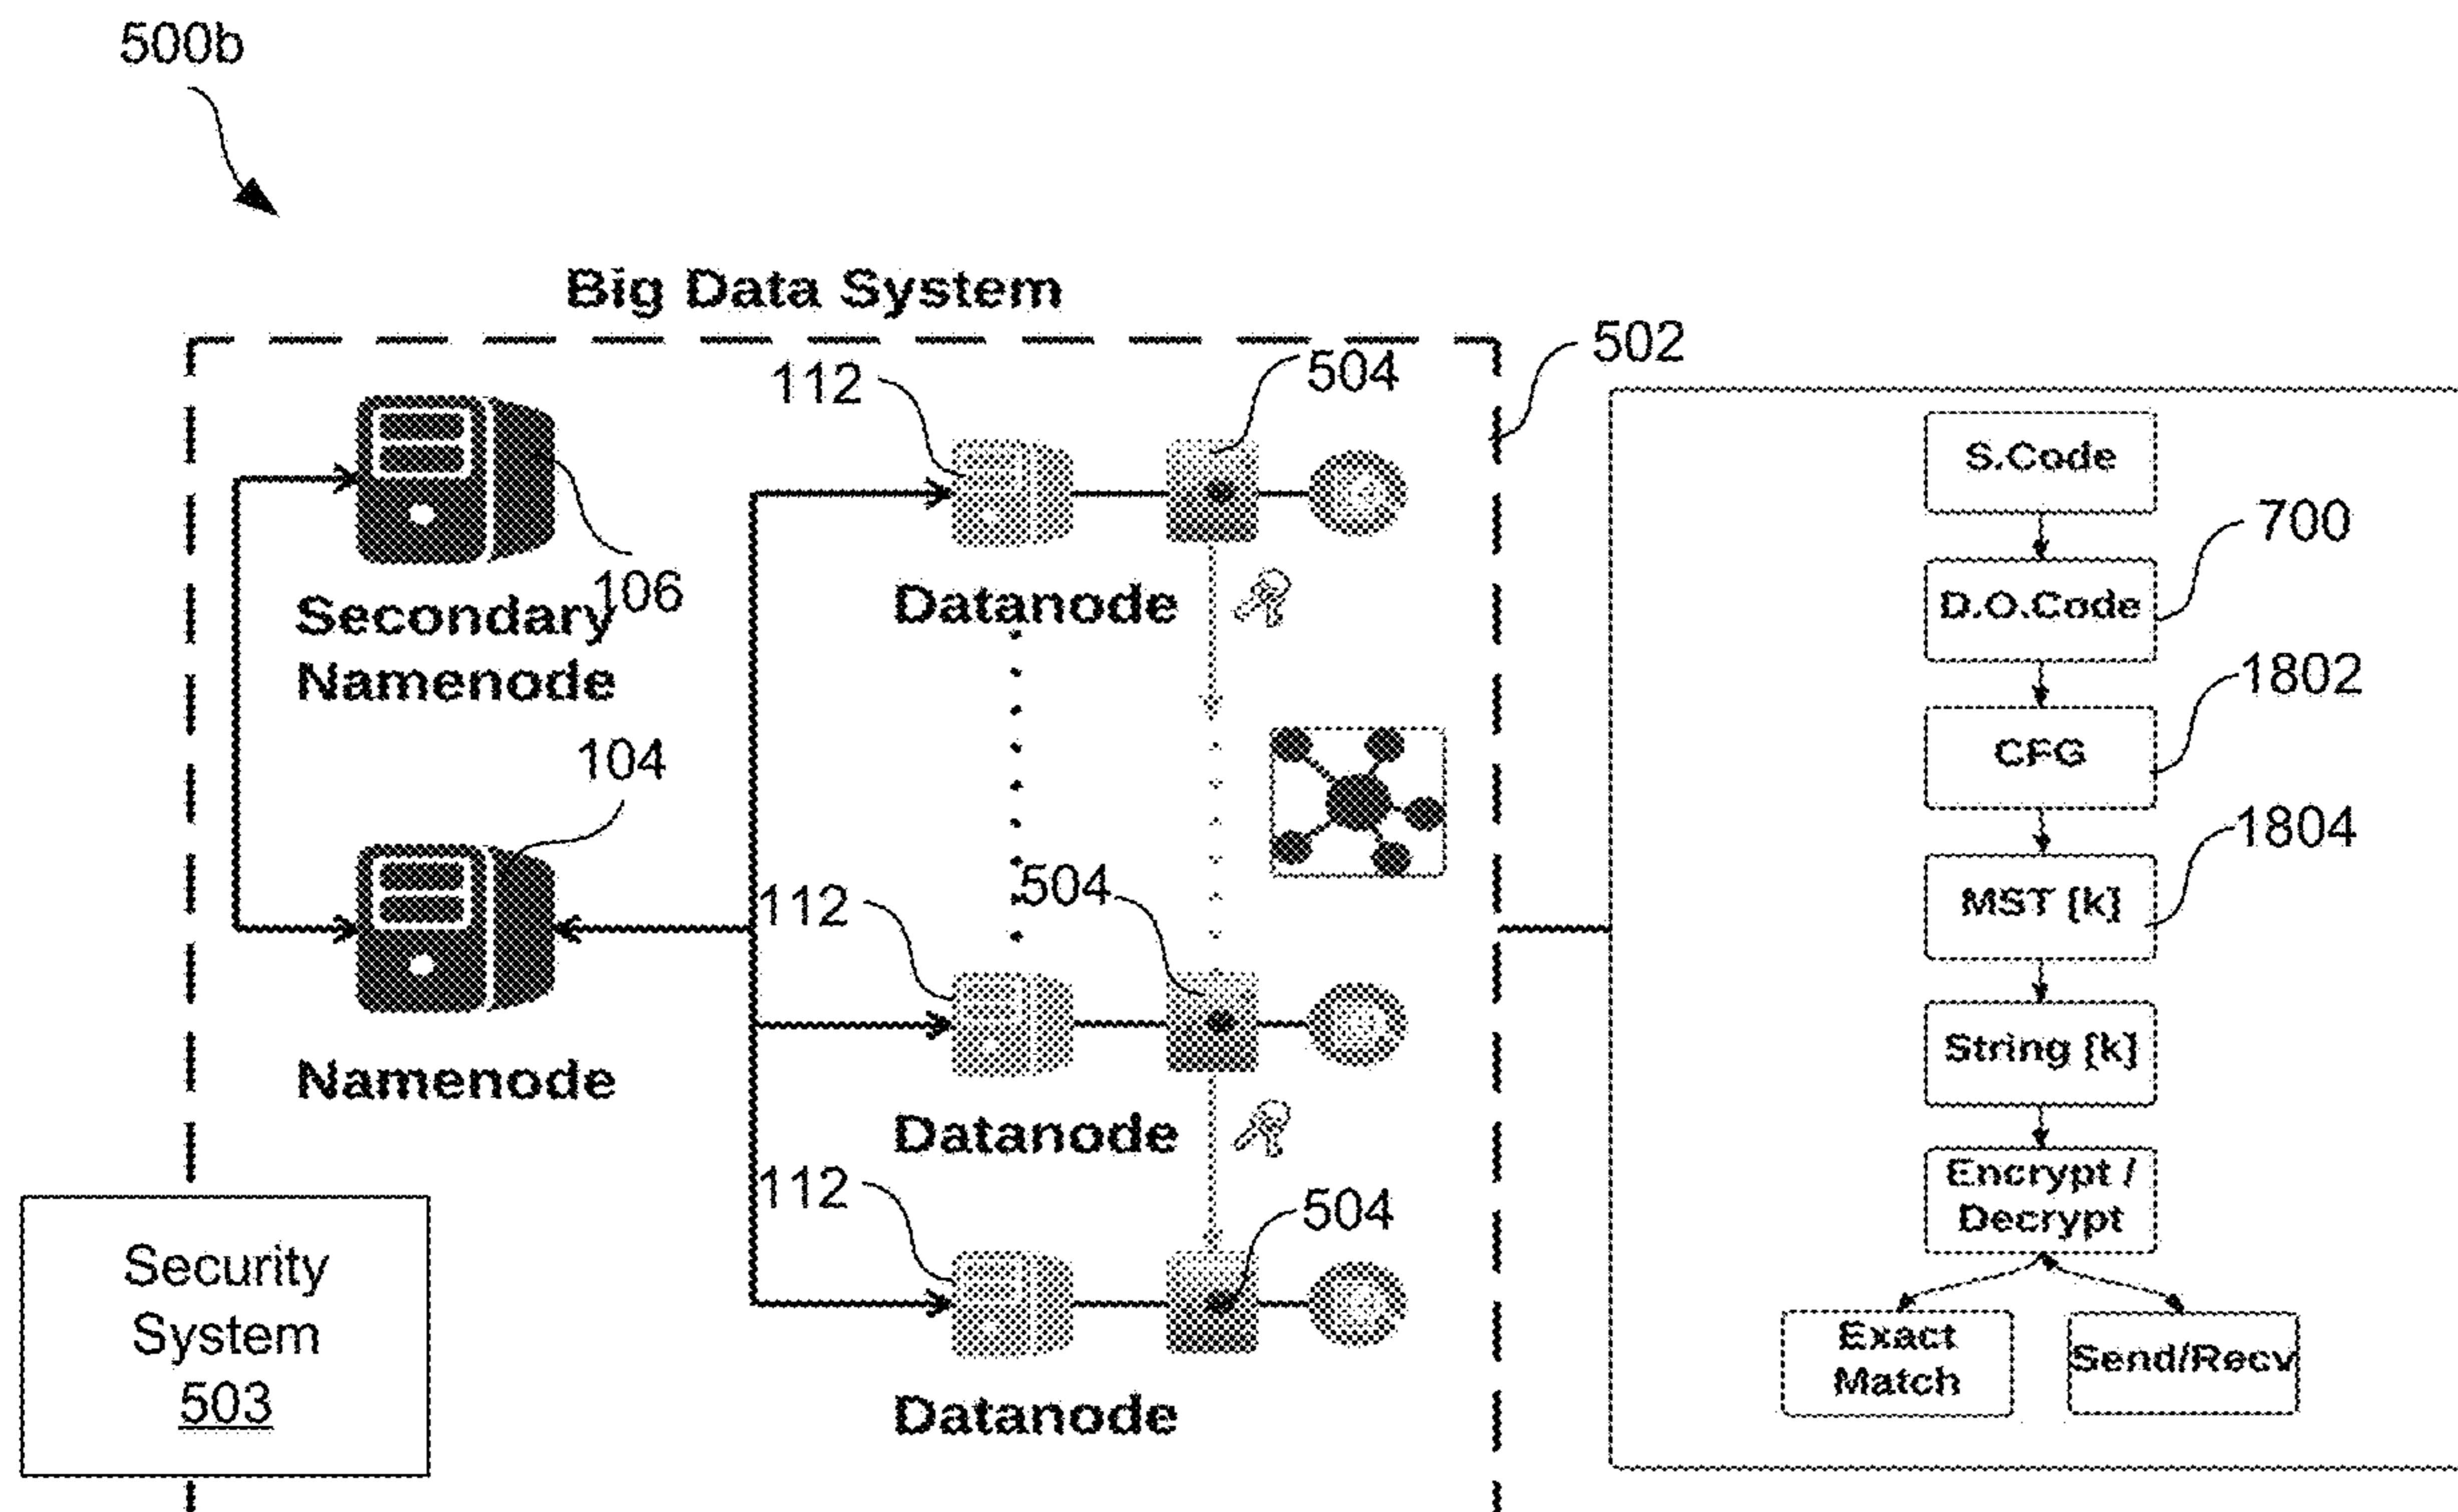 500b
Big Data System
502
112
504
106
Secondary
Namenode
Datanode
104
Namenode
112
504
Datanode
112
504
Datanode
Security
System
503
S.Code
700
D.O.Code
1802
CFG
1804
MST [k]
String [k]
Encrypt /
Decrypt
Exact
Match
Send/Recv